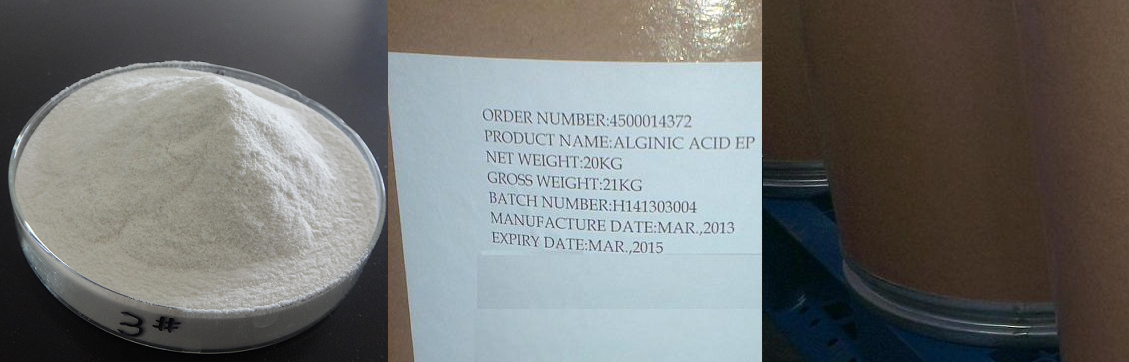 3#
ORDER NUMBER:4500014372
PRODUCT NAME:ALGINIC ACID EP
NET WEIGHT:20KG
GROSS WEIGHT:21KG
BATCH NUMBER:H141303004
MANUFACTURE DATE:MAR.,2013
EXPIRY DATE:MAR.,2015